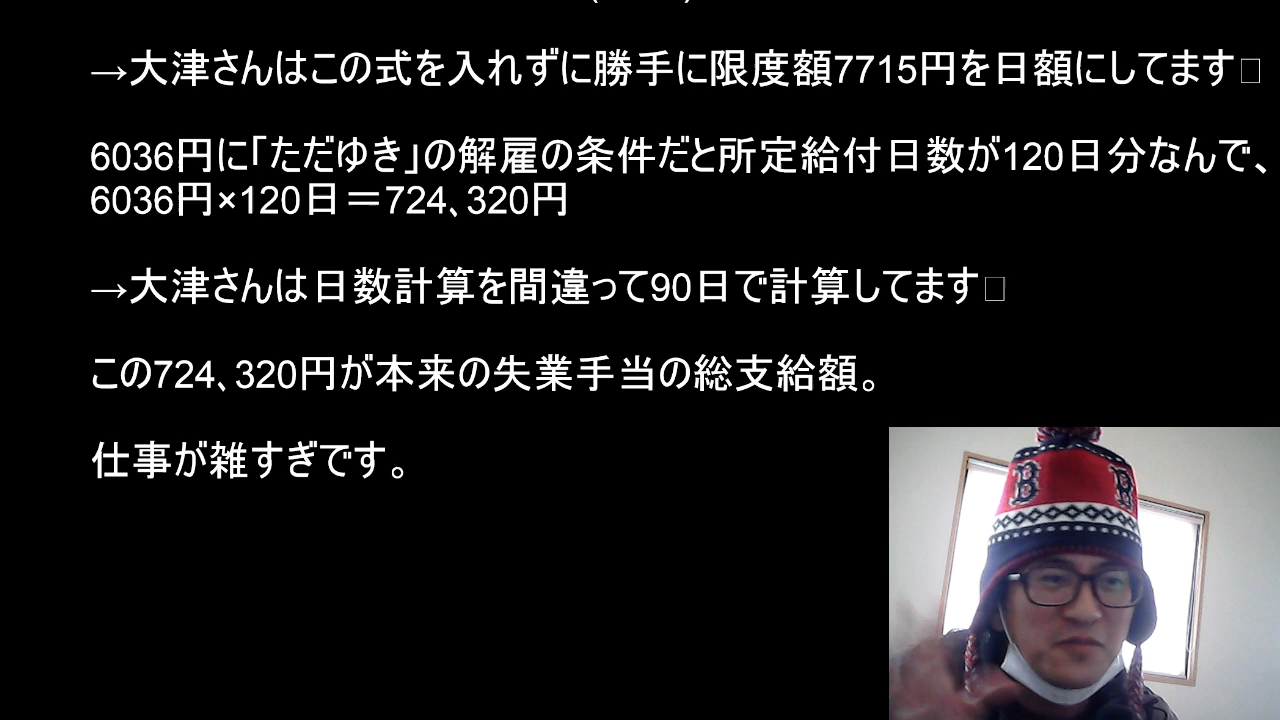 →大津さんはこの式を入れずに勝手に限度額7715円を日額にしてます□
6036円に「ただゆき」の解雇の条件だと所定給付日数が120日分なんで、
6036円×120日＝724、320円
→大津さんは日数計算を間違って90日で計算してます□
この724、320円が本来の失業手当の総支給額。
仕事が雑すぎです。
B